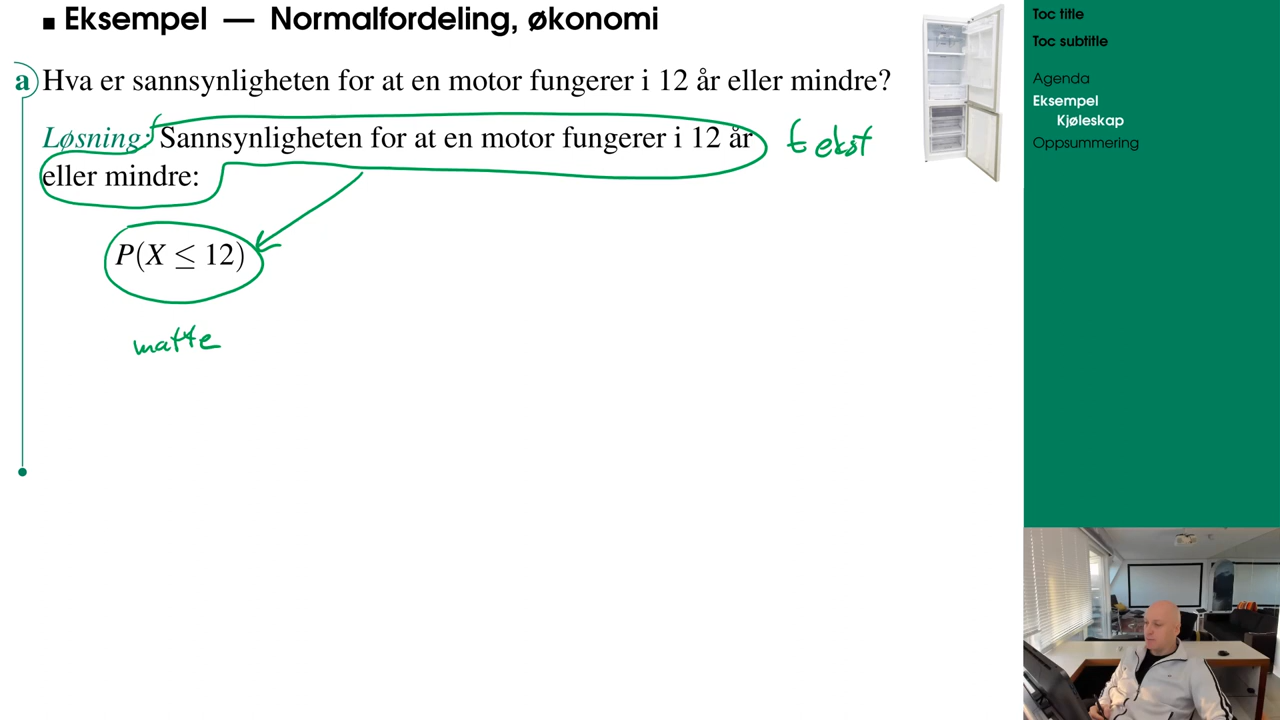 Eksempel — Normalfordeling, økonomi
a Hva er sannsynligheten for at en motor fungerer i 12 år eller mindre?
Løsning: Sannsynligheten for at en motor fungerer i 12 år
eller mindre:
tekst
P(X ≤ 12)
matte
Toc title
Toc subtitle
Agenda
Eksempel
Kjøleskap
Oppsummering